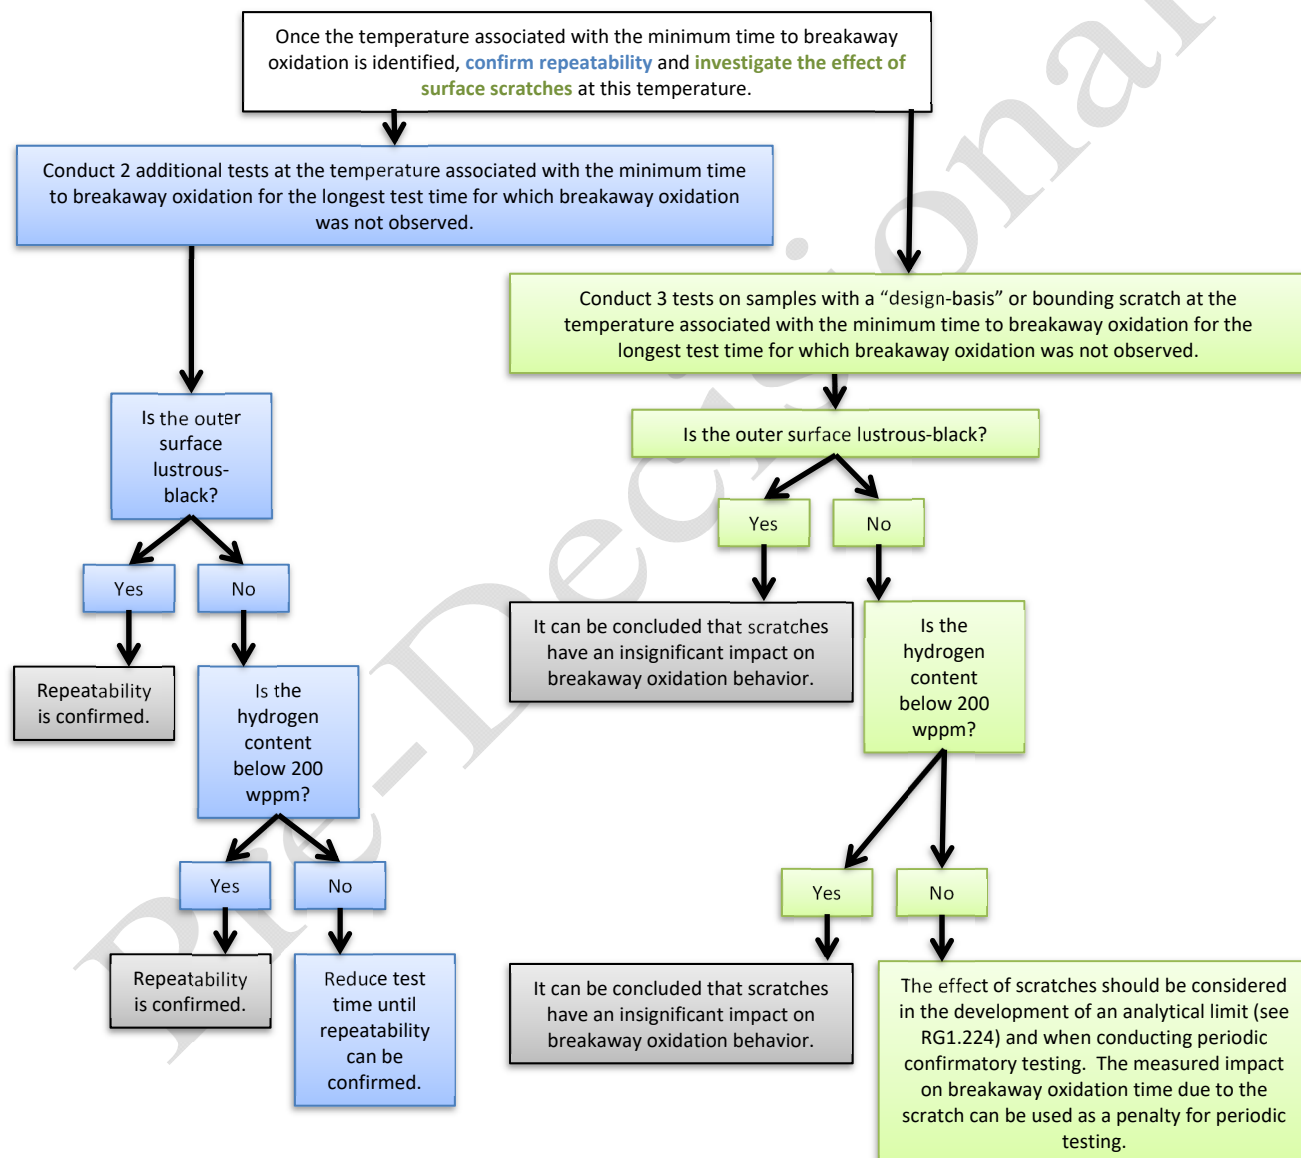 Once the temperature associated with the minimum time to breakaway
oxidation is identified, confirm repeatability and investigate the effect of
surface scratches at this temperature.
Conduct 2 additional tests at the temperature associated with the minimum time
to breakaway oxidation for the longest test time for which breakaway oxidation
was not observed.
Conduct 3 tests on samples with a “design-basis” or bounding scratch at the
temperature associated with the minimum time to breakaway oxidation for the
longest test time for which breakaway oxidation was not observed.
Is the outer
surface
lustrous-
black?
Is the outer surface lustrous-black?
Yes
No
Yes
No
Repeatability
is confirmed.
Is the
hydrogen
content
below 200
wppm?
It can be concluded that scratches
have an insignificant impact on
breakaway oxidation behavior.
Is the
hydrogen
content
below 200
wppm?
Yes
No
Yes
No
Repeatability
is confirmed.
Reduce test
time until
repeatability
can be
confirmed.
It can be concluded that scratches
have an insignificant impact on
breakaway oxidation behavior.
The effect of scratches should be considered
in the development of an analytical limit (see
RG1.224) and when conducting periodic
confirmatory testing.  The measured impact
on breakaway oxidation time due to the
scratch can be used as a penalty for periodic
testing.
Pre-Decisional